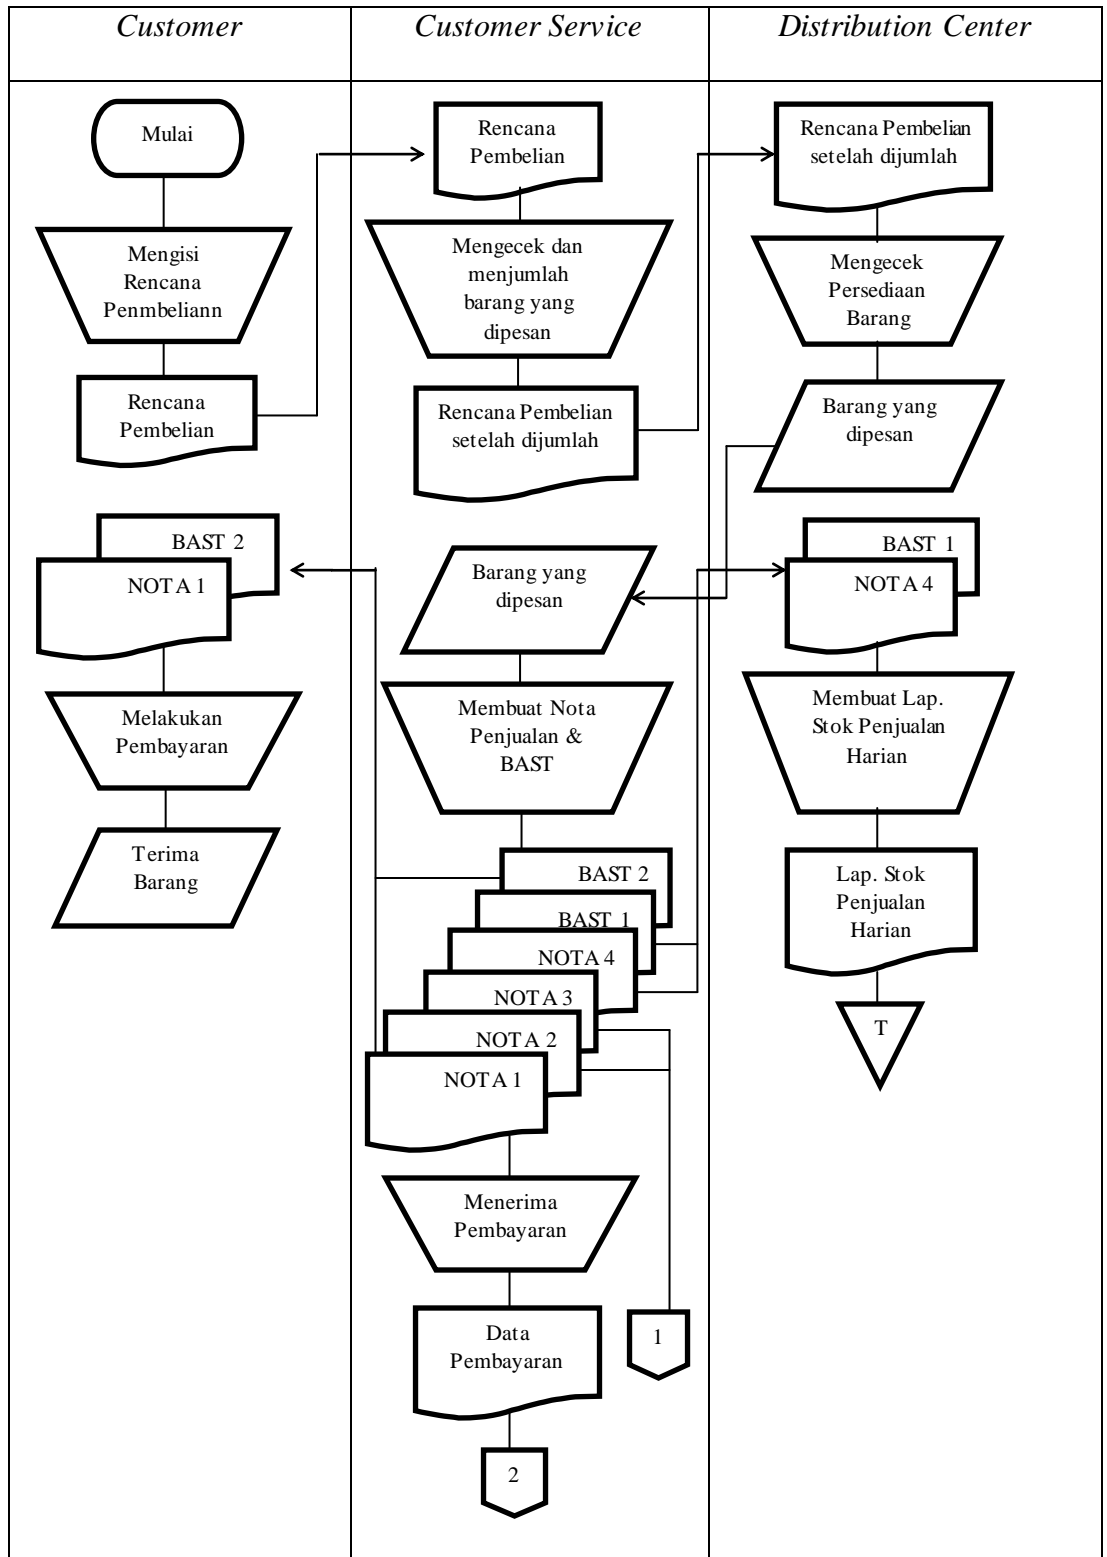 Customer
Customer Service
Distribution Center
Mulai
Mengisi
Rencana
Penmbeliann
Rencana
Pembelian
BAST 2
NOTA 1
Melakukan
Pembayaran
Terima
Barang
Rencana
Pembelian
Mengecek dan
menjumlah
barang yang
dipesan
Rencana Pembelian
setelah dijumlah
Barang yang
dipesan
Membuat Nota
Penjualan &
BAST
BAST 2
BAST 1
NOTA 4
NOTA 3
NOTA 2
NOTA 1
Menerima
Pembayaran
Data
Pembayaran
1
2
Rencana Pembelian
setelah dijumlah
Mengecek
Persediaan
Barang
Barang yang
dipesan
BAST 1
NOTA 4
Membuat Lap.
Stok Penjualan
Harian
Lap. Stok
Penjualan
Harian
T